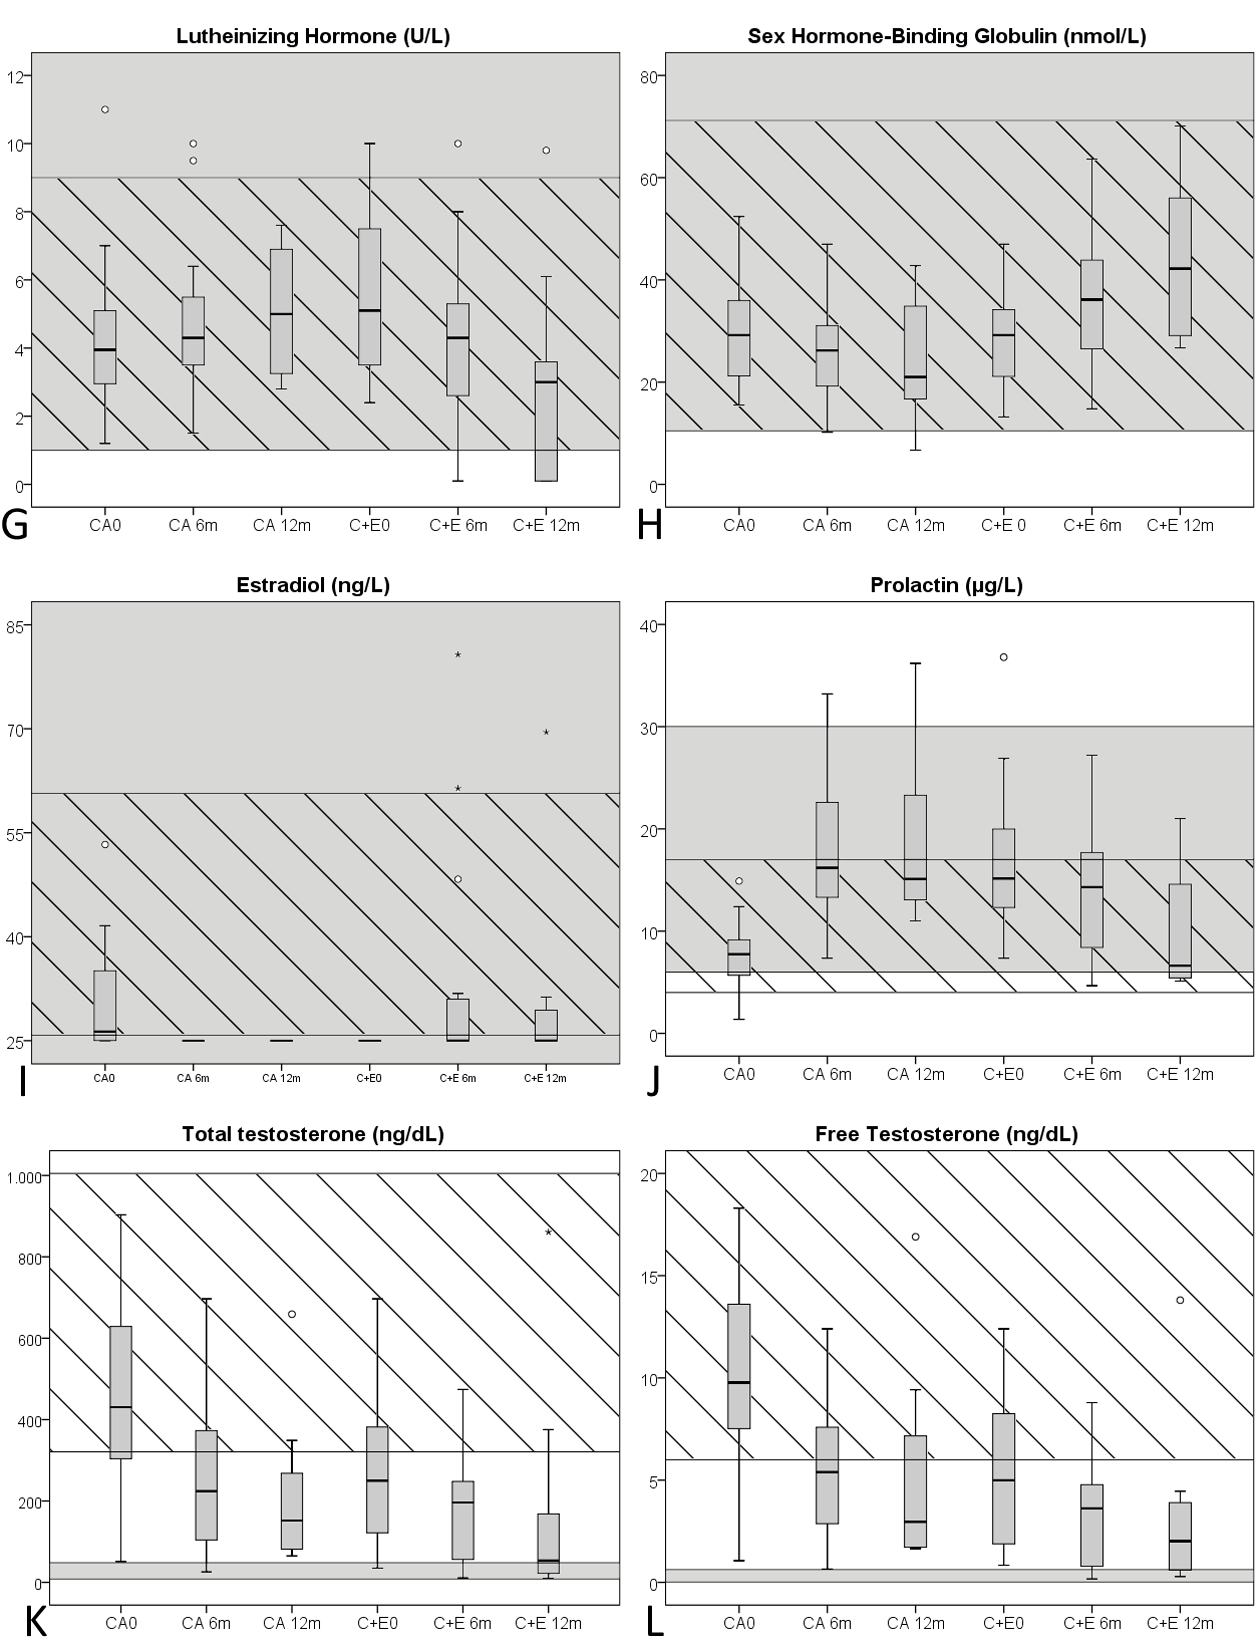 Lutheinizing Hormone (U/L)
12
10
8
6
4
2
0
CA0 CA 6m CA 12m C+E0 C+E 6m C+E 12m
G
Sex Hormone-Binding Globulin (nmol/L)
80
60
40
20
0
CA0 CA 6m CA 12m C+E 0 C+E 6m C+E 12m
H
Estradiol (ng/L)
85
70
55
40
25
CA0 CA 6m CA 12m C+E0 C+E 6m C+E 12m
I
Prolactin (µg/L)
40
30
20
10
0
CA0 CA 6m CA 12m C+E0 C+E 6m C+E 12m
J
Total testosterone (ng/dL)
1.000
800
600
400
200
0
CA0 CA 6m CA 12m C+E0 C+E 6m C+E 12m
K
Free Testosterone (ng/dL)
20
15
10
5
0
CA0 CA 6m CA 12m C+E0 C+E 6m C+E 12m
L